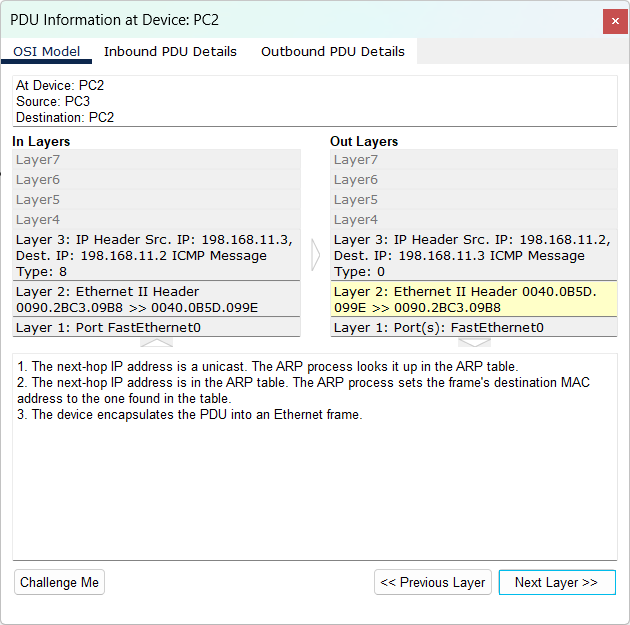 PDU Information at Device: PC2
OSI Model Inbound PDU Details Outbound PDU Details
At Device: PC2
Source: PC3
Destination: PC2
In Layers
Layer7
Layer6
Layer5
Layer4
Layer 3: IP Header Src. IP: 198.168.11.3,
Dest. IP: 198.168.11.2 ICMP Message
Type: 8
Layer 2: Ethernet II Header
0090.2BC3.09B8 >> 0040.0B5D.099E
Layer 1: Port FastEthernet0
Out Layers
Layer7
Layer6
Layer5
Layer4
Layer 3: IP Header Src. IP: 198.168.11.2,
Dest. IP: 198.168.11.3 ICMP Message
Type: 0
Layer 2: Ethernet II Header 0040.0B5D.
099E >> 0090.2BC3.09B8
Layer 1: Port(s): FastEthernet0
1. The next-hop IP address is a unicast. The ARP process looks it up in the ARP table.
2. The next-hop IP address is in the ARP table. The ARP process sets the frame's destination MAC
address to the one found in the table.
3. The device encapsulates the PDU into an Ethernet frame.
Challenge Me
<< Previous Layer
Next Layer >>